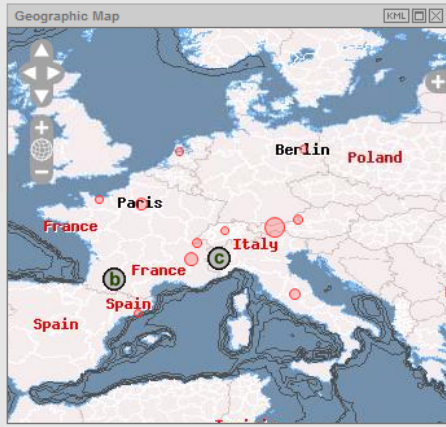 Geographic Map
KML
Berlin
Poland
Paris
France
Italy
c
France
b
Spain
Spain